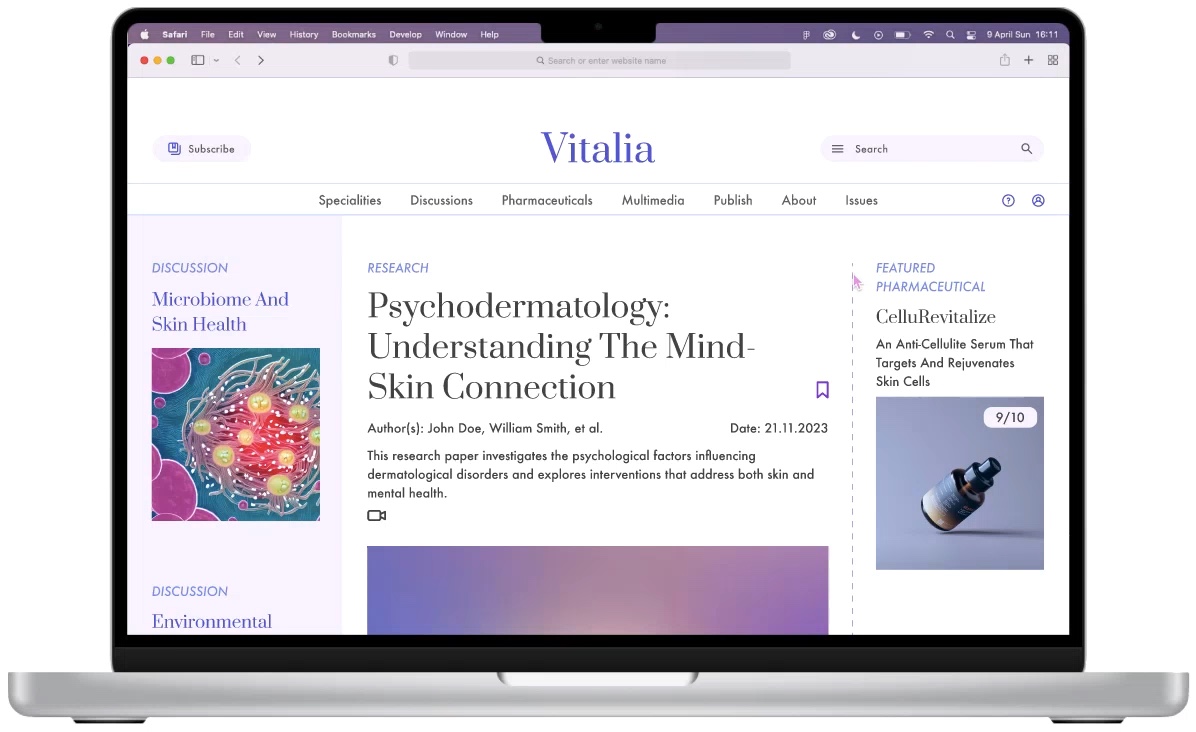 Safari File Edit View History Bookmarks Develop Window Help
9 April Sun 16:11
Search or enter website name
Subscribe
Vitalia
Search
Specialities Discussions Pharmaceuticals Multimedia Publish About Issues
DISCUSSION
Microbiome And
Skin Health
DISCUSSION
Environmental
RESEARCH
Psychodermatology:
Understanding The Mind-
Skin Connection
Author(s): John Doe, William Smith, et al.
Date: 21.11.2023
This research paper investigates the psychological factors influencing
dermatological disorders and explores interventions that address both skin and
mental health.
FEATURED
PHARMACEUTICAL
CelluRevitalize
An Anti-Cellulite Serum That
Targets And Rejuvenates
Skin Cells
9/10